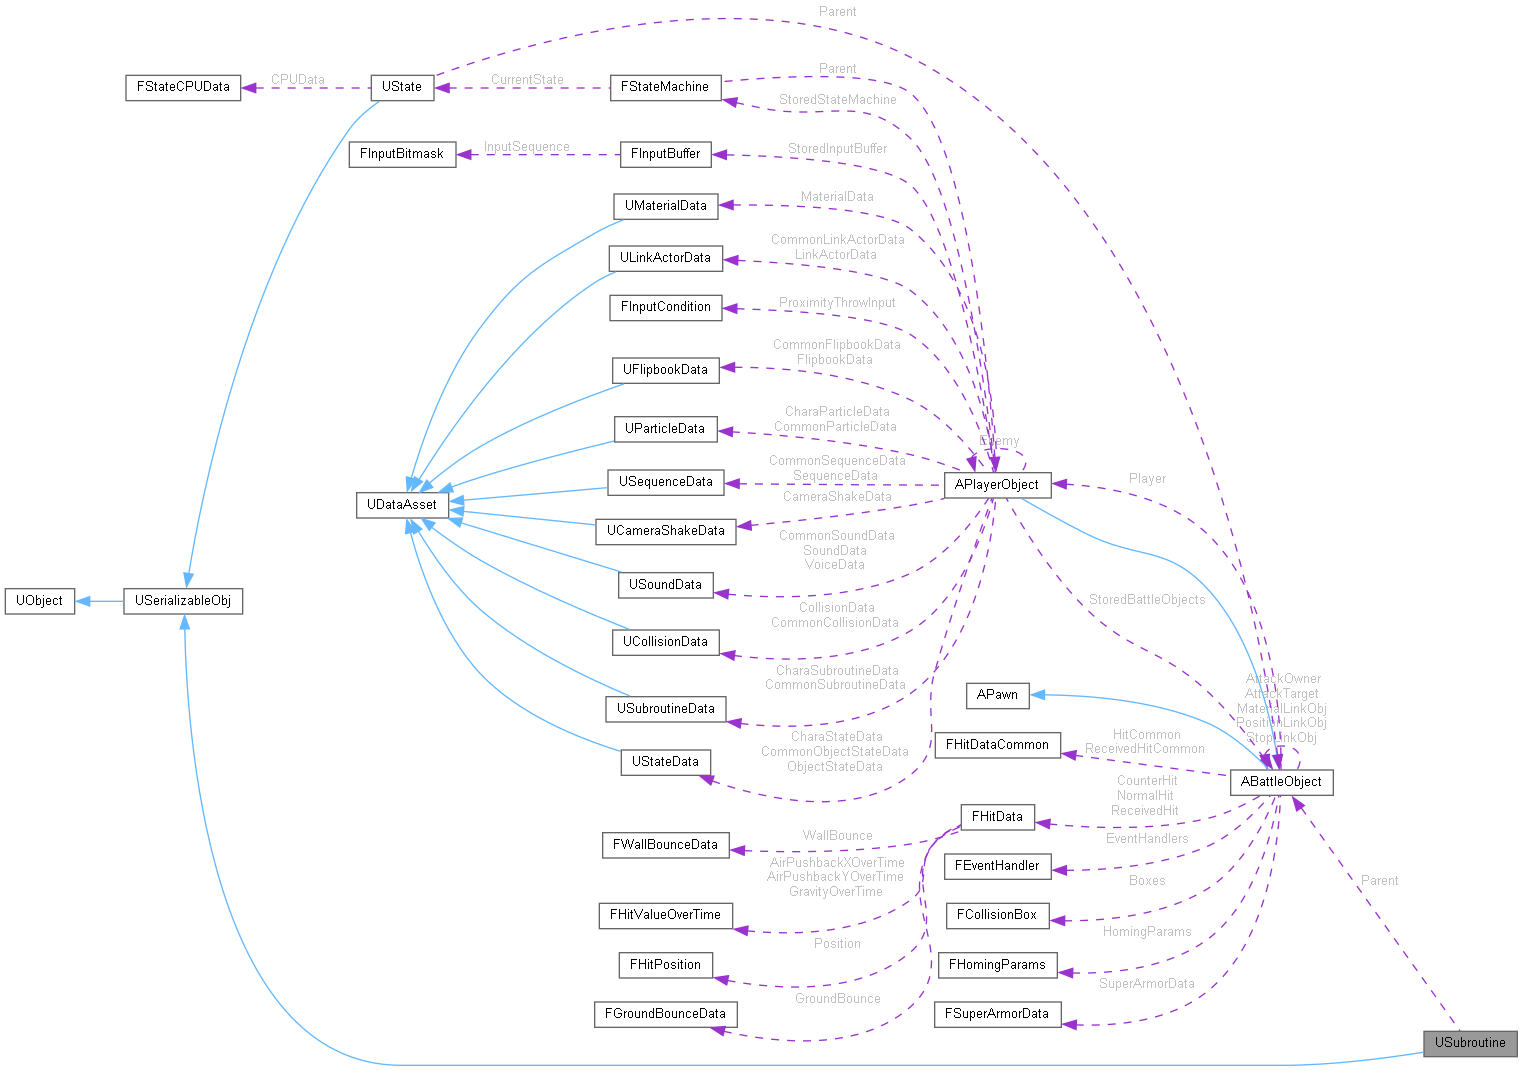 Parent
FStateCPUData
CPUData
UState
CurrentState
FStateMachine
Parent
StoredStateMachine
FInputBitmask
InputSequence
FInputBuffer
StoredInputBuffer
UMaterialData
MaterialData
ULinkActorData
CommonLinkActorData
LinkActorData
FInputCondition
ProximityThrowInput
UFlipbookData
CommonFlipbookData
FlipbookData
UParticleData
CharaParticleData
CommonParticleData
Enemy
USequenceData
CommonSequenceData
SequenceData
APlayerObject
Player
UDataAsset
CameraShakeData
UCameraShakeData
CommonSoundData
SoundData
VoiceData
USoundData
UObject
USerializableObj
StoredBattleObjects
CollisionData
CommonCollisionData
UCollisionData
CharaSubroutineData
CommonSubroutineData
USubroutineData
APawn
AttackOwner
AttackTarget
MaterialLinkObj
PositionLinkObj
StopLinkObj
CharaStateData
CommonObjectStateData
ObjectStateData
UStateData
FHitDataCommon
HitCommon
ReceivedHitCommon
ABattleObject
CounterHit
NormalHit
ReceivedHit
FHitData
WallBounce
FWallBounceData
EventHandlers
FEventHandler
AirPushbackXOverTime
AirPushbackYOverTime
GravityOverTime
Boxes
Parent
FHitValueOverTime
FCollisionBox
HomingParams
Position
FHitPosition
FHomingParams
SuperArmorData
GroundBounce
FGroundBounceData
FSuperArmorData
USubroutine